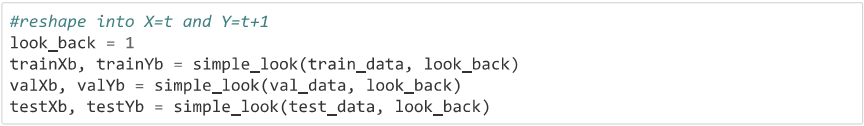 #reshape into X=t and Y=t+1
look_back = 1
trainXb, trainYb = simple_look(train_data, look_back)
valXb, valYb = simple_look(val_data, look_back)
testXb, testYb = simple_look(test_data, look_back)